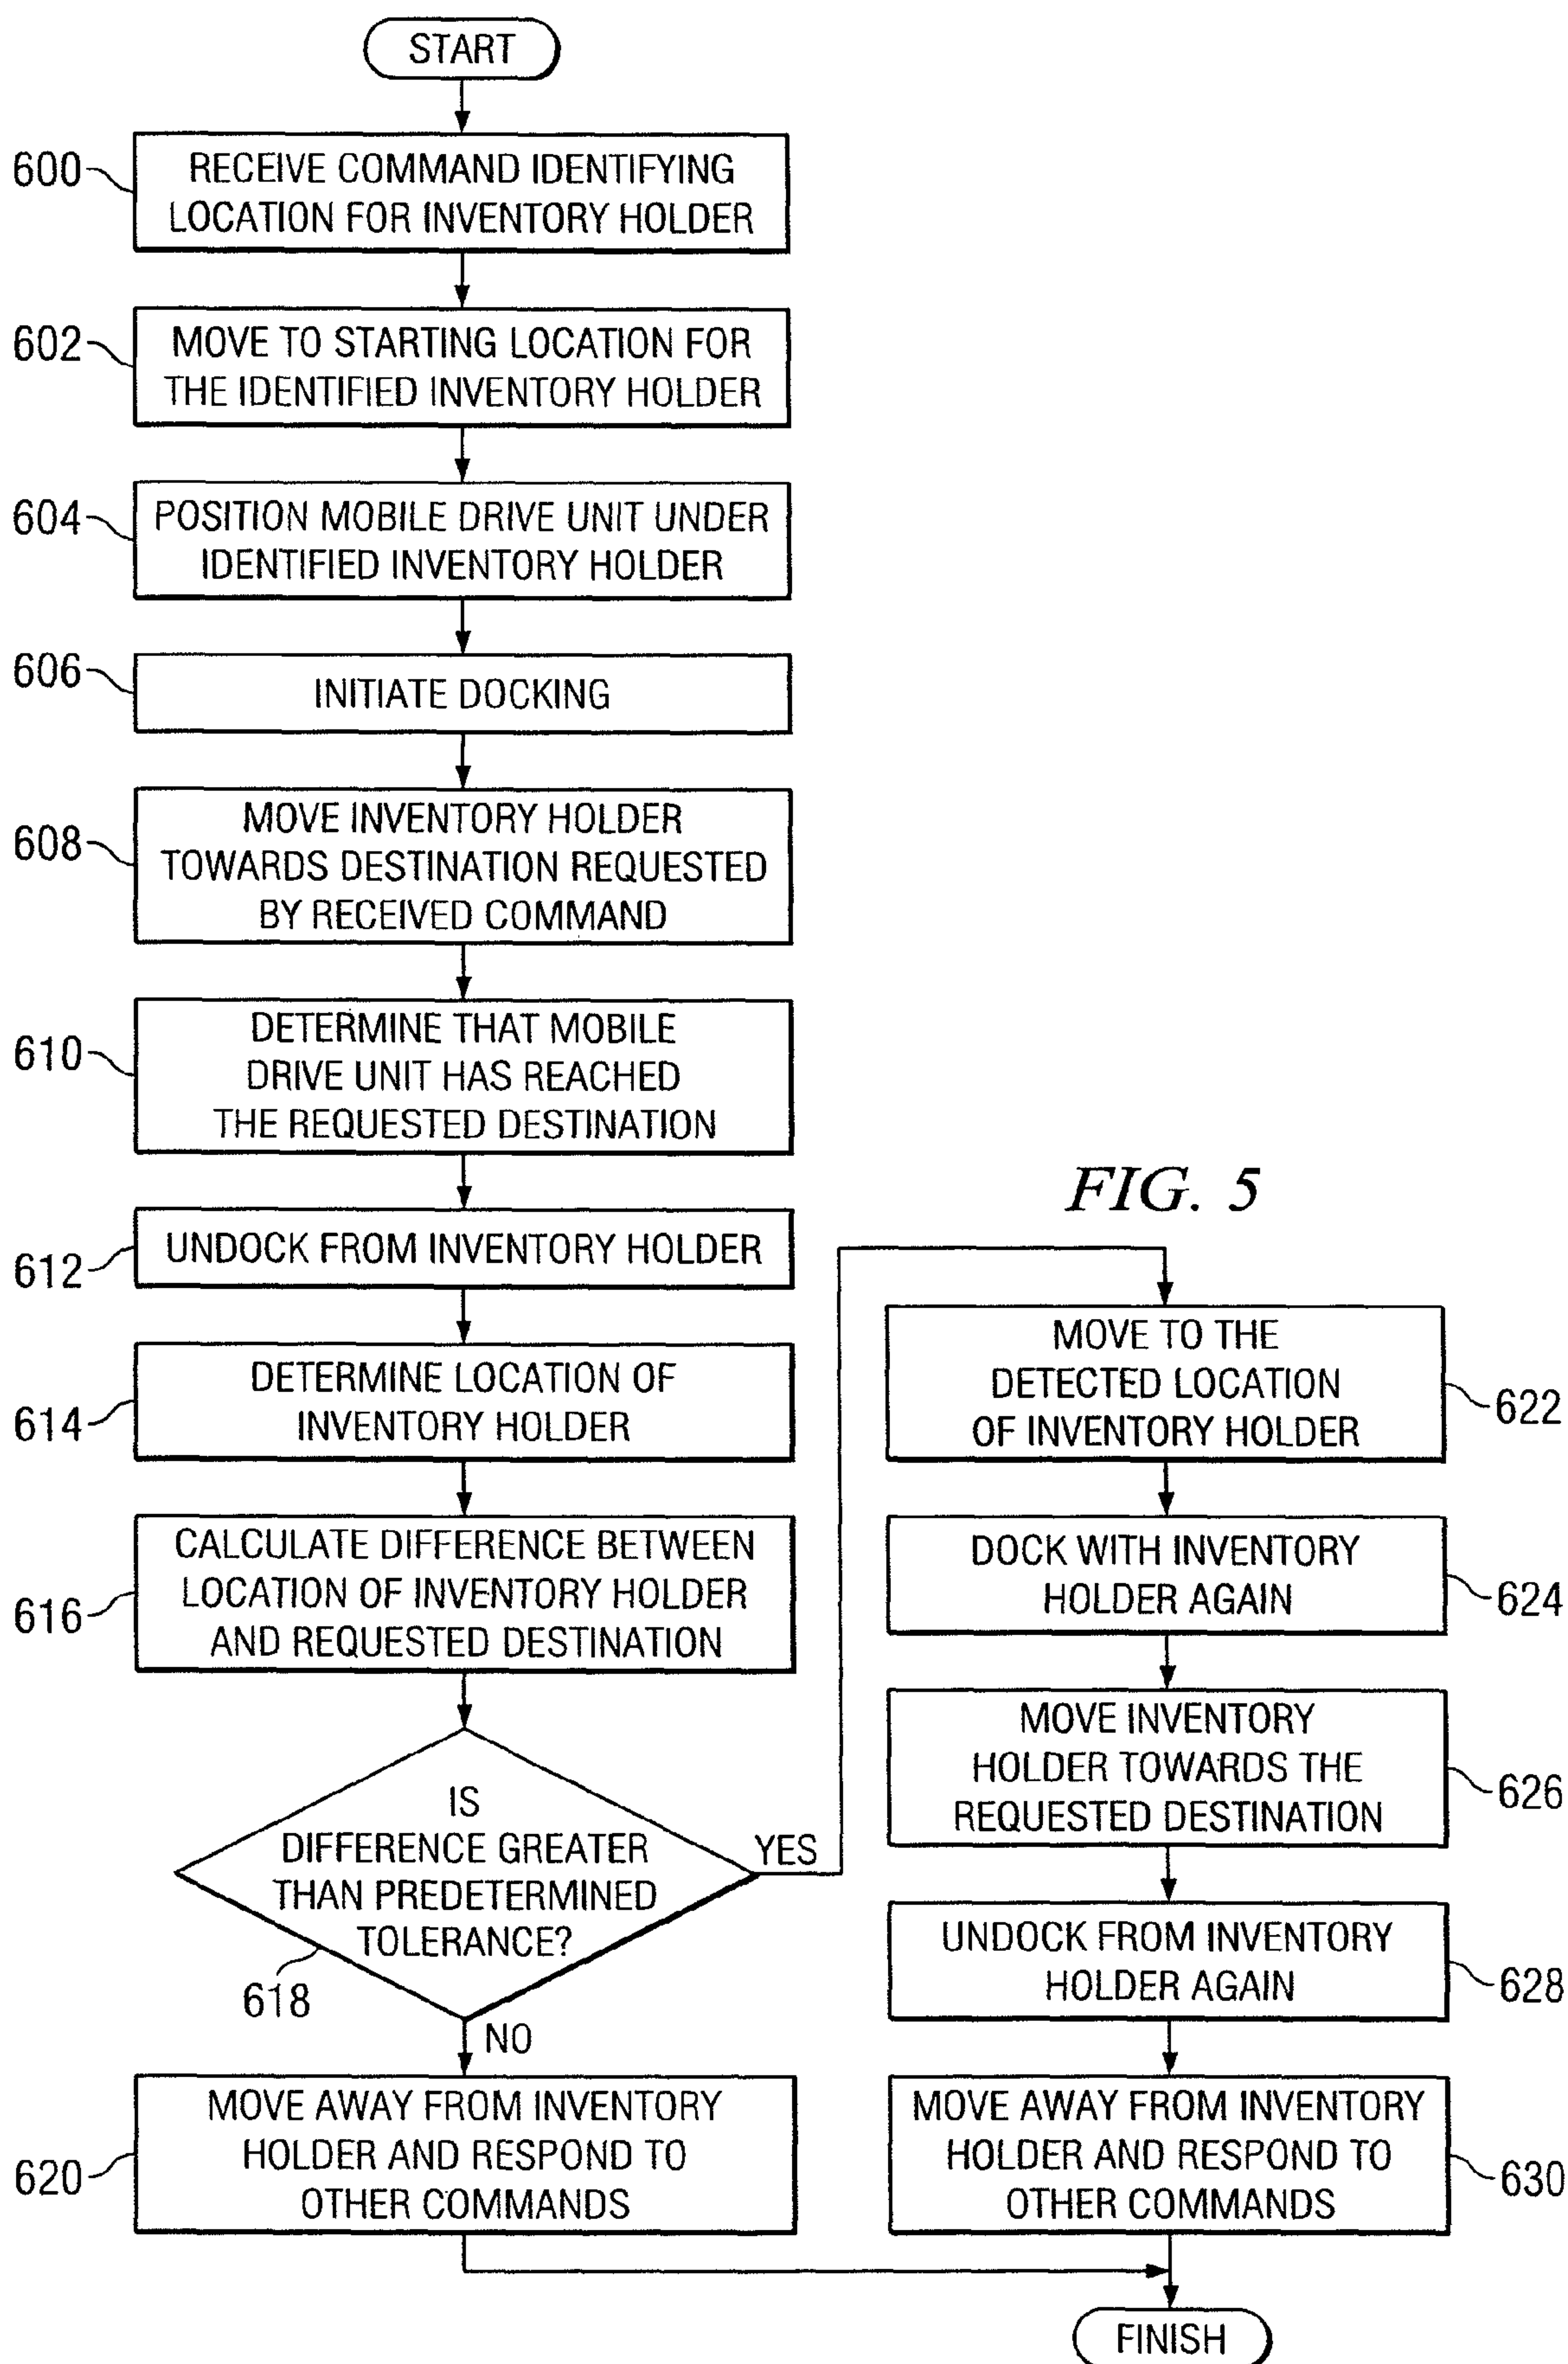 START
600
RECEIVE COMMAND IDENTIFYING
LOCATION FOR INVENTORY HOLDER
602
MOVE TO STARTING LOCATION FOR
THE IDENTIFIED INVENTORY HOLDER
604
POSITION MOBILE DRIVE UNIT UNDER
IDENTIFIED INVENTORY HOLDER
606
INITIATE DOCKING
608
MOVE INVENTORY HOLDER
TOWARDS DESTINATION REQUESTED
BY RECEIVED COMMAND
610
DETERMINE THAT MOBILE
DRIVE UNIT HAS REACHED
THE REQUESTED DESTINATION
612
UNDOCK FROM INVENTORY HOLDER
614
DETERMINE LOCATION OF
INVENTORY HOLDER
616
CALCULATE DIFFERENCE BETWEEN
LOCATION OF INVENTORY HOLDER
AND REQUESTED DESTINATION
IS
DIFFERENCE GREATER
THAN PREDETERMINED
TOLERANCE?
618
YES
NO
620
MOVE AWAY FROM INVENTORY
HOLDER AND RESPOND TO
OTHER COMMANDS
FIG. 5
MOVE TO THE
DETECTED LOCATION
OF INVENTORY HOLDER
622
DOCK WITH INVENTORY
HOLDER AGAIN
624
MOVE INVENTORY
HOLDER TOWARDS THE
REQUESTED DESTINATION
626
UNDOCK FROM INVENTORY
HOLDER AGAIN
628
MOVE AWAY FROM INVENTORY
HOLDER AND RESPOND TO
OTHER COMMANDS
630
FINISH